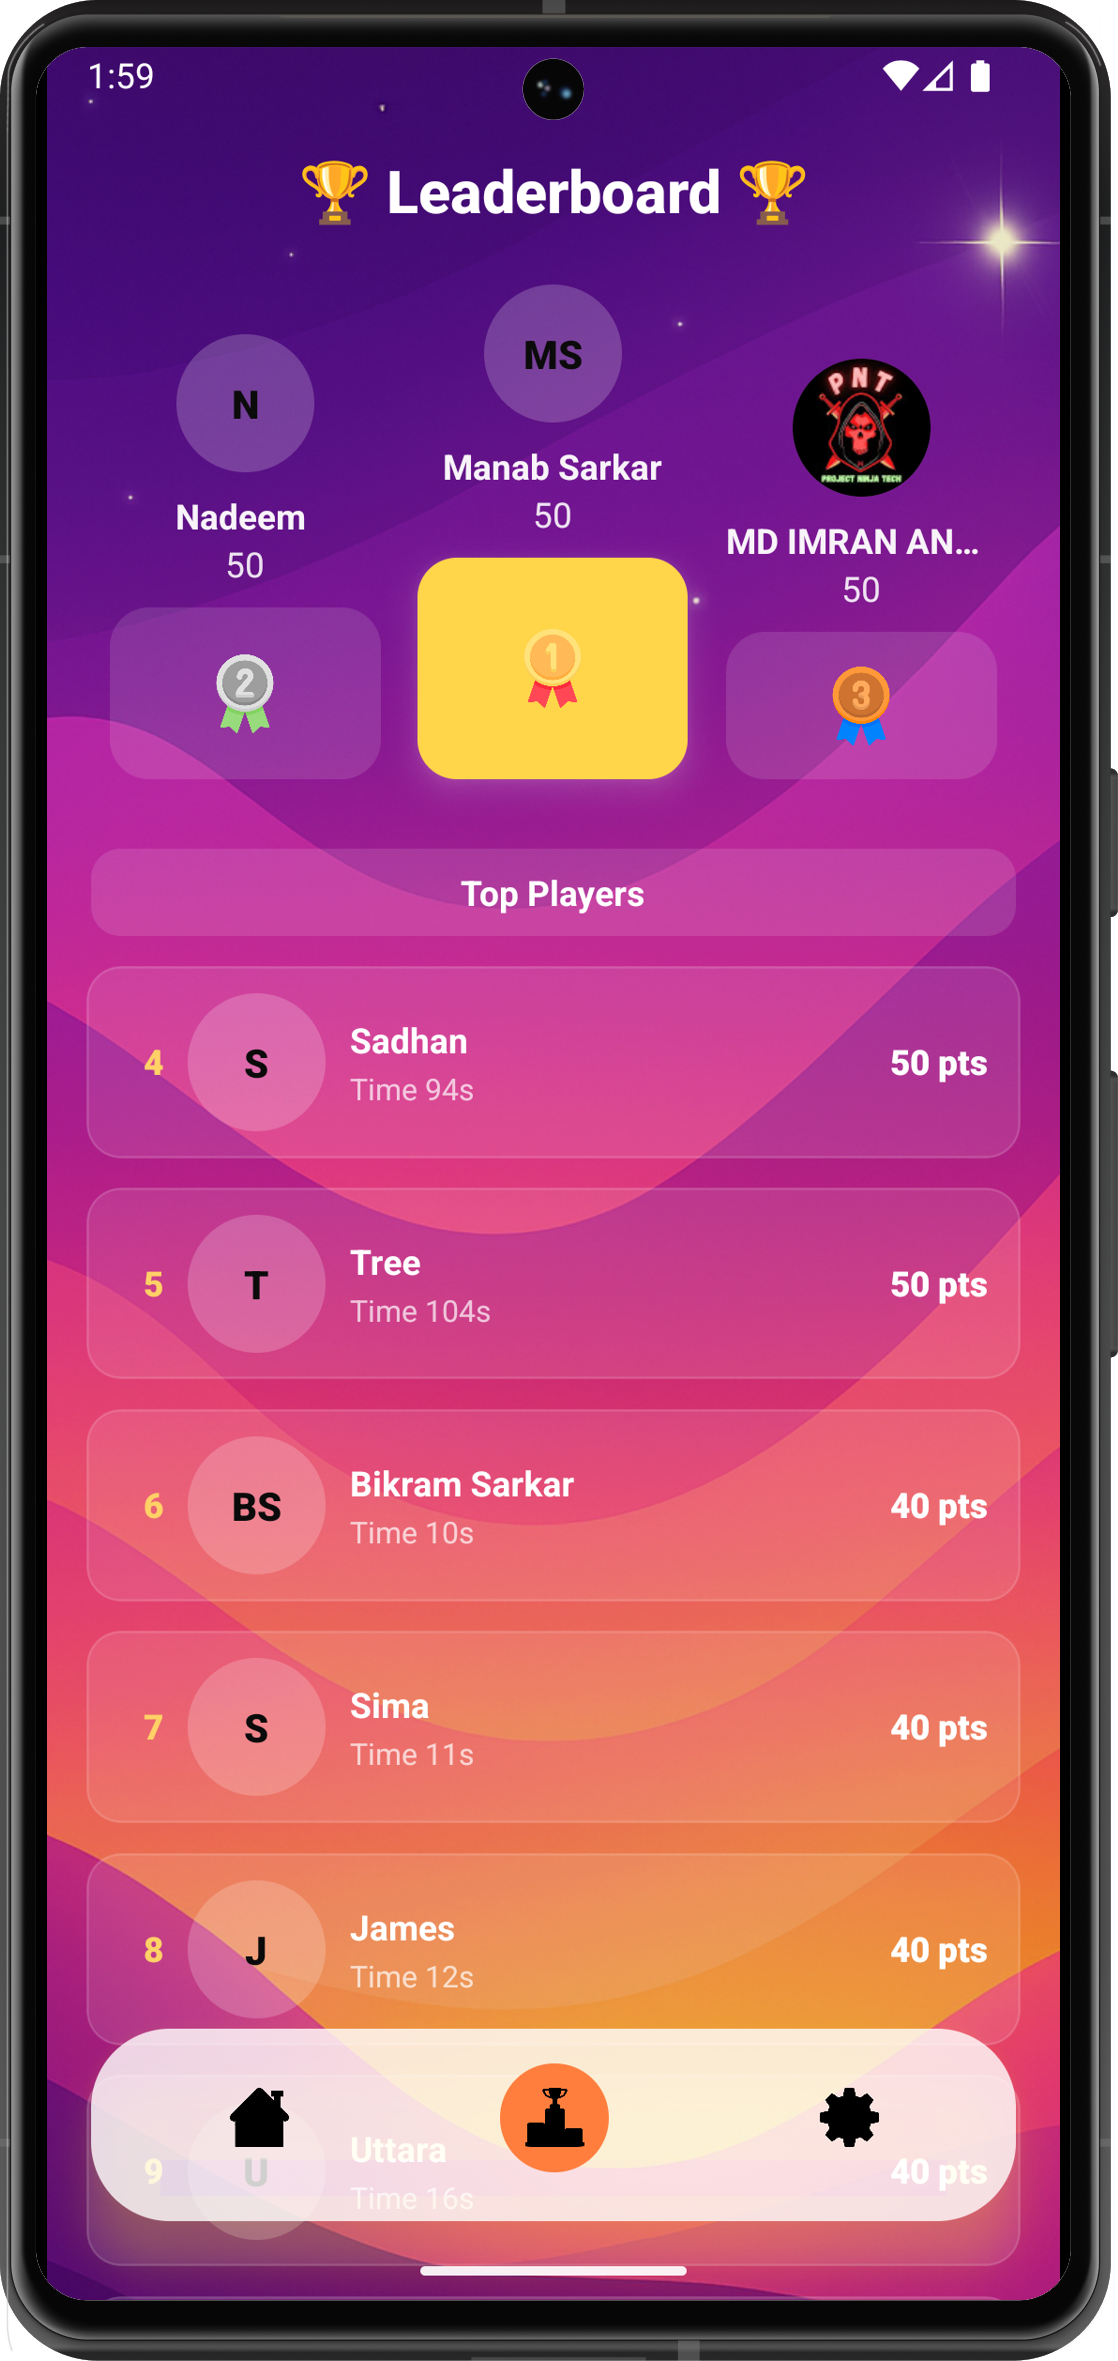 1:59
🏆 Leaderboard 🏆
MS
Manab Sarkar
50
N
Nadeem
50
PNT
PROJECT NINJA TECH
MD IMRAN AN...
50
2
1
3
Top Players
4
S
Sadhan
Time 94s
50 pts
5
T
Tree
Time 104s
50 pts
6
BS
Bikram Sarkar
Time 10s
40 pts
7
S
Sima
Time 11s
40 pts
8
J
James
Time 12s
40 pts
9
U
Uttara
Time 16s
40 pts